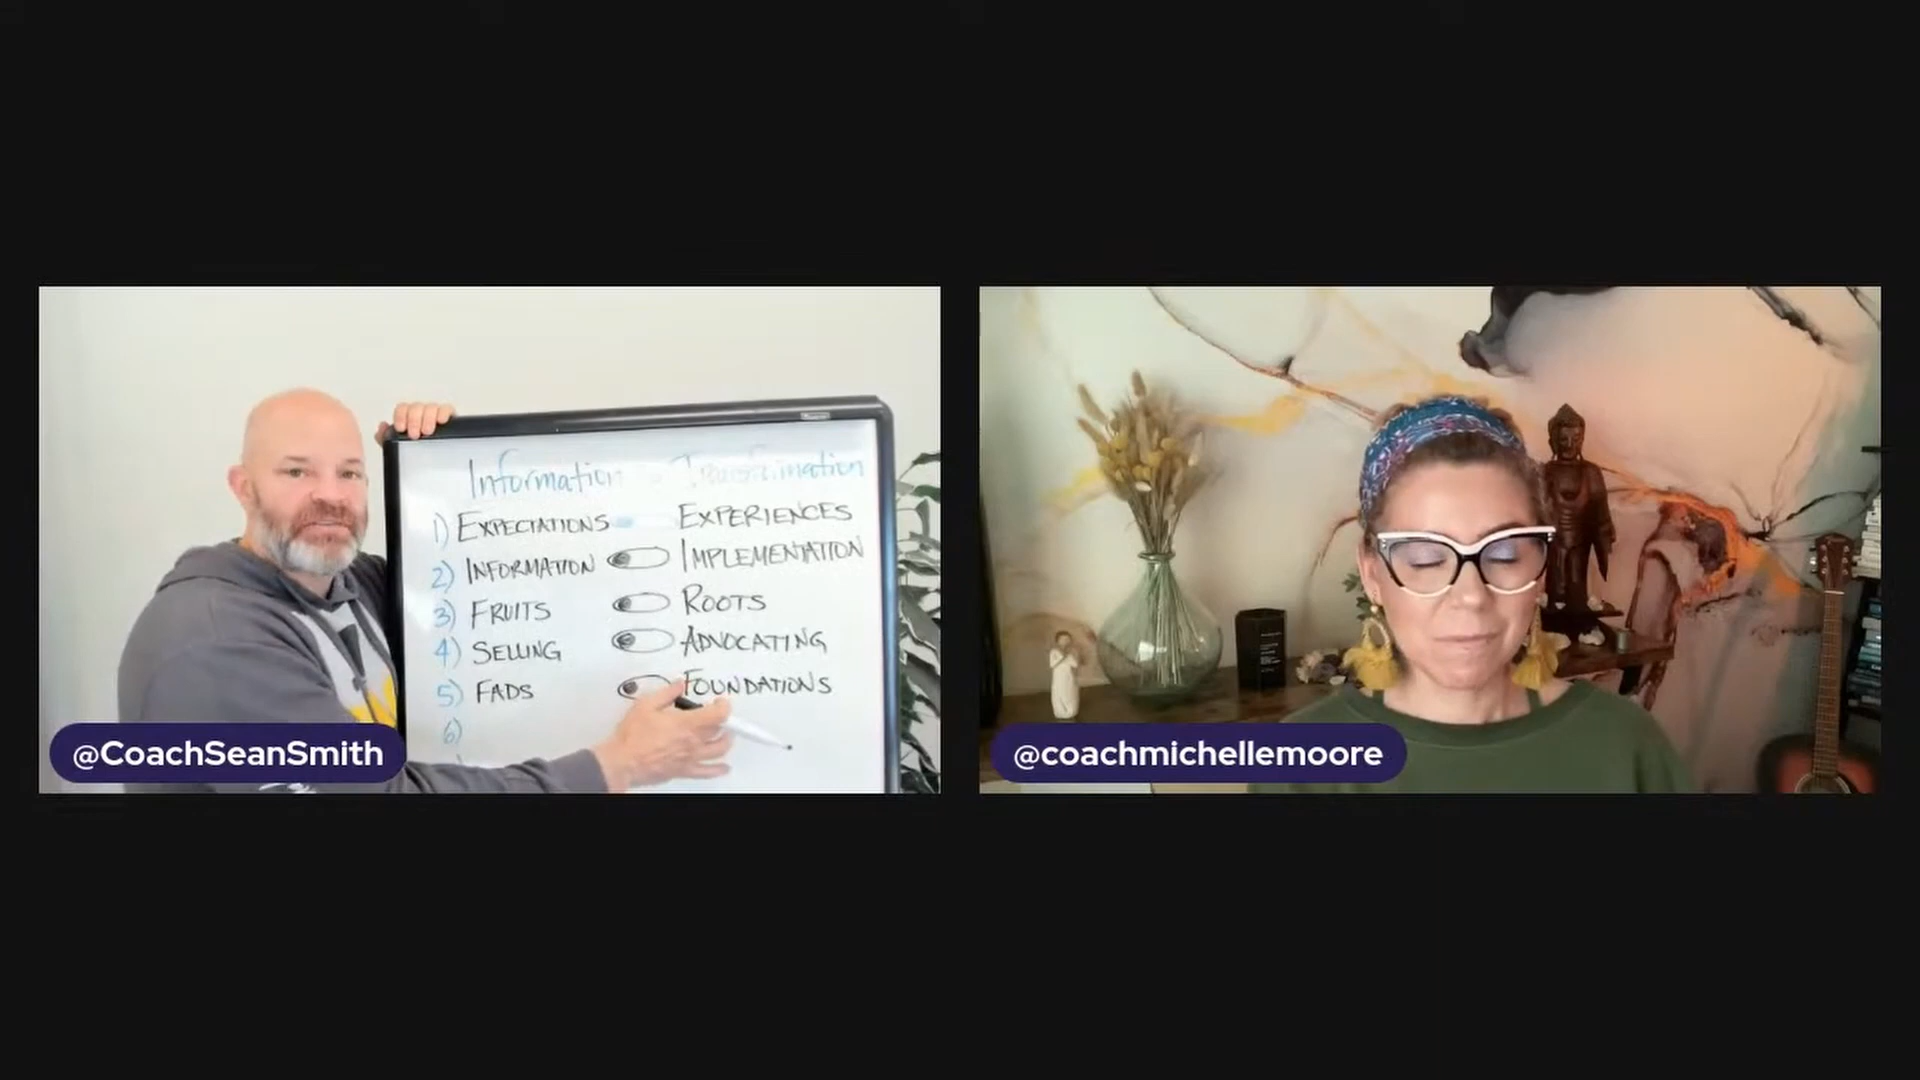 Information Transformation
1) EXPECTATIONS EXPERIENCES
2) INFORMATION IMPLEMENTATION
3) FRUITS ROOTS
4) SELLING ADVOCATING
5) FADS FOUNDATIONS
6)
@CoachSeanSmith
@coachmichellemoore